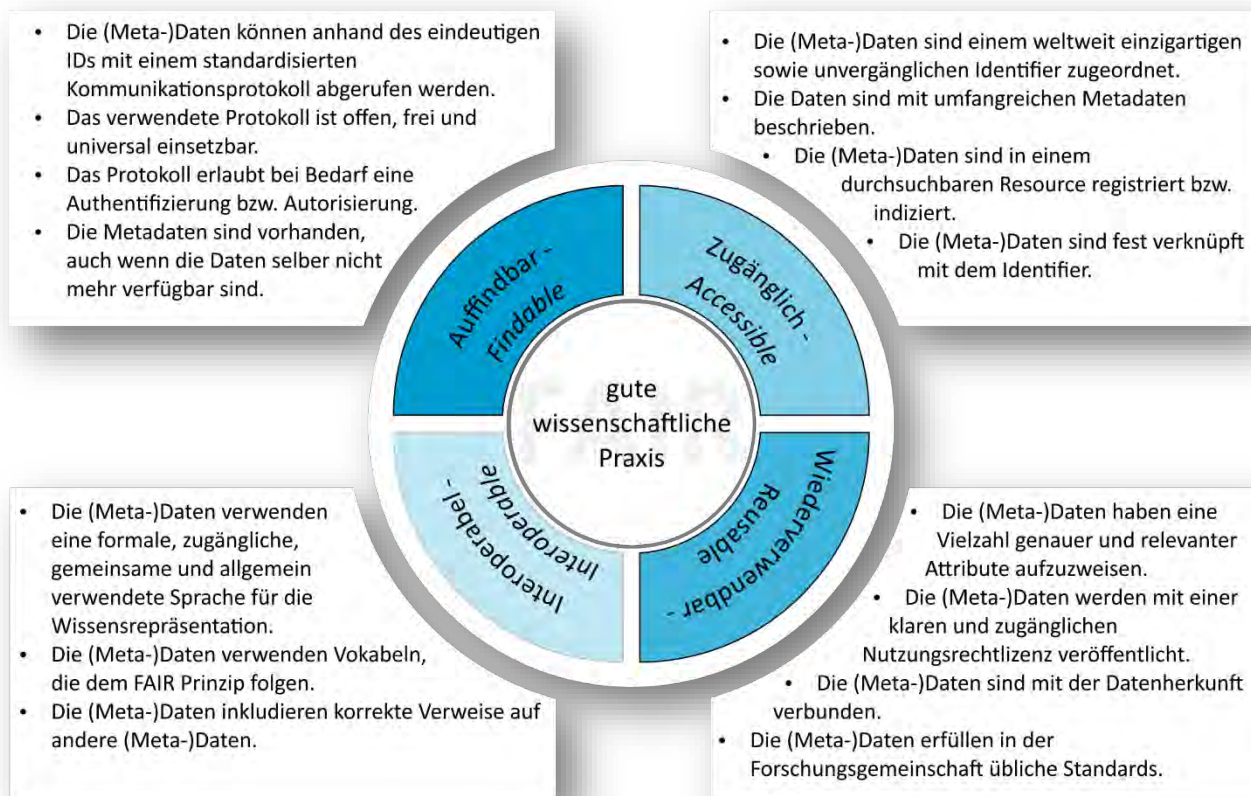 • Die (Meta-)Daten können anhand des eindeutigen
IDs mit einem standardisierten
Kommunikationsprotokoll abgerufen werden.
• Das verwendete Protokoll ist offen, frei und
universal einsetzbar.
• Das Protokoll erlaubt bei Bedarf eine
Authentifizierung bzw. Autorisierung.
• Die Metadaten sind vorhanden,
auch wenn die Daten selber nicht
mehr verfügbar sind.
• Die (Meta-)Daten sind einem weltweit einzigartigen
sowie unvergänglichen Identifier zugeordnet.
• Die Daten sind mit umfangreichen Metadaten
beschrieben.
• Die (Meta-)Daten sind in einem
durchsuchbaren Resource registriert bzw.
indiziert.
• Die (Meta-)Daten sind fest verknüpft
mit dem Identifier.
Auffindbar -
Findable
Zugänglich -
Accessible
gute
wissenschaftliche
Praxis
Interoperabel -
Interoperable
Wiederverwendbar -
Reusable
• Die (Meta-)Daten verwenden
eine formale, zugängliche,
gemeinsame und allgemein
verwendete Sprache für die
Wissensrepräsentation.
• Die (Meta-)Daten verwenden Vokabeln,
die dem FAIR Prinzip folgen.
• Die (Meta-)Daten inkludieren korrekte Verweise auf
andere (Meta-)Daten.
• Die (Meta-)Daten haben eine
Vielzahl genauer und relevanter
Attribute aufzuweisen.
• Die (Meta-)Daten werden mit einer
klaren und zugänglichen
Nutzungsrechtlizenz veröffentlicht.
• Die (Meta-)Daten sind mit der Datenherkunft
verbunden.
• Die (Meta-)Daten erfüllen in der
Forschungsgemeinschaft übliche Standards.